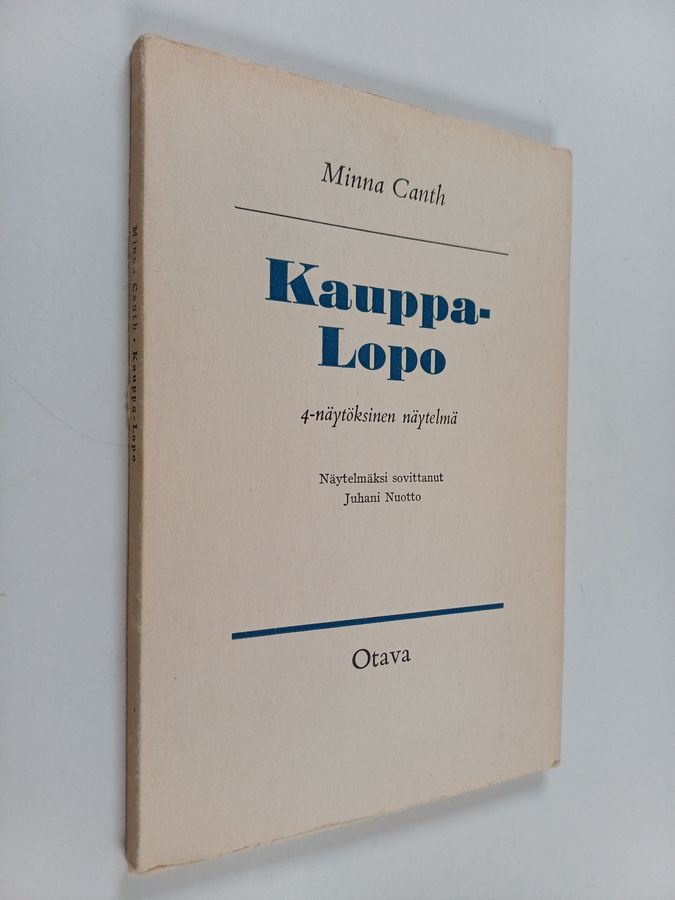 Minna Canth
Kauppa-
Lopo
4-näytöksinen näytelmä
Näytelmäksi sovittanut
Juhani Nuotto
Otava
Minna Canth · Kauppa-Lopo